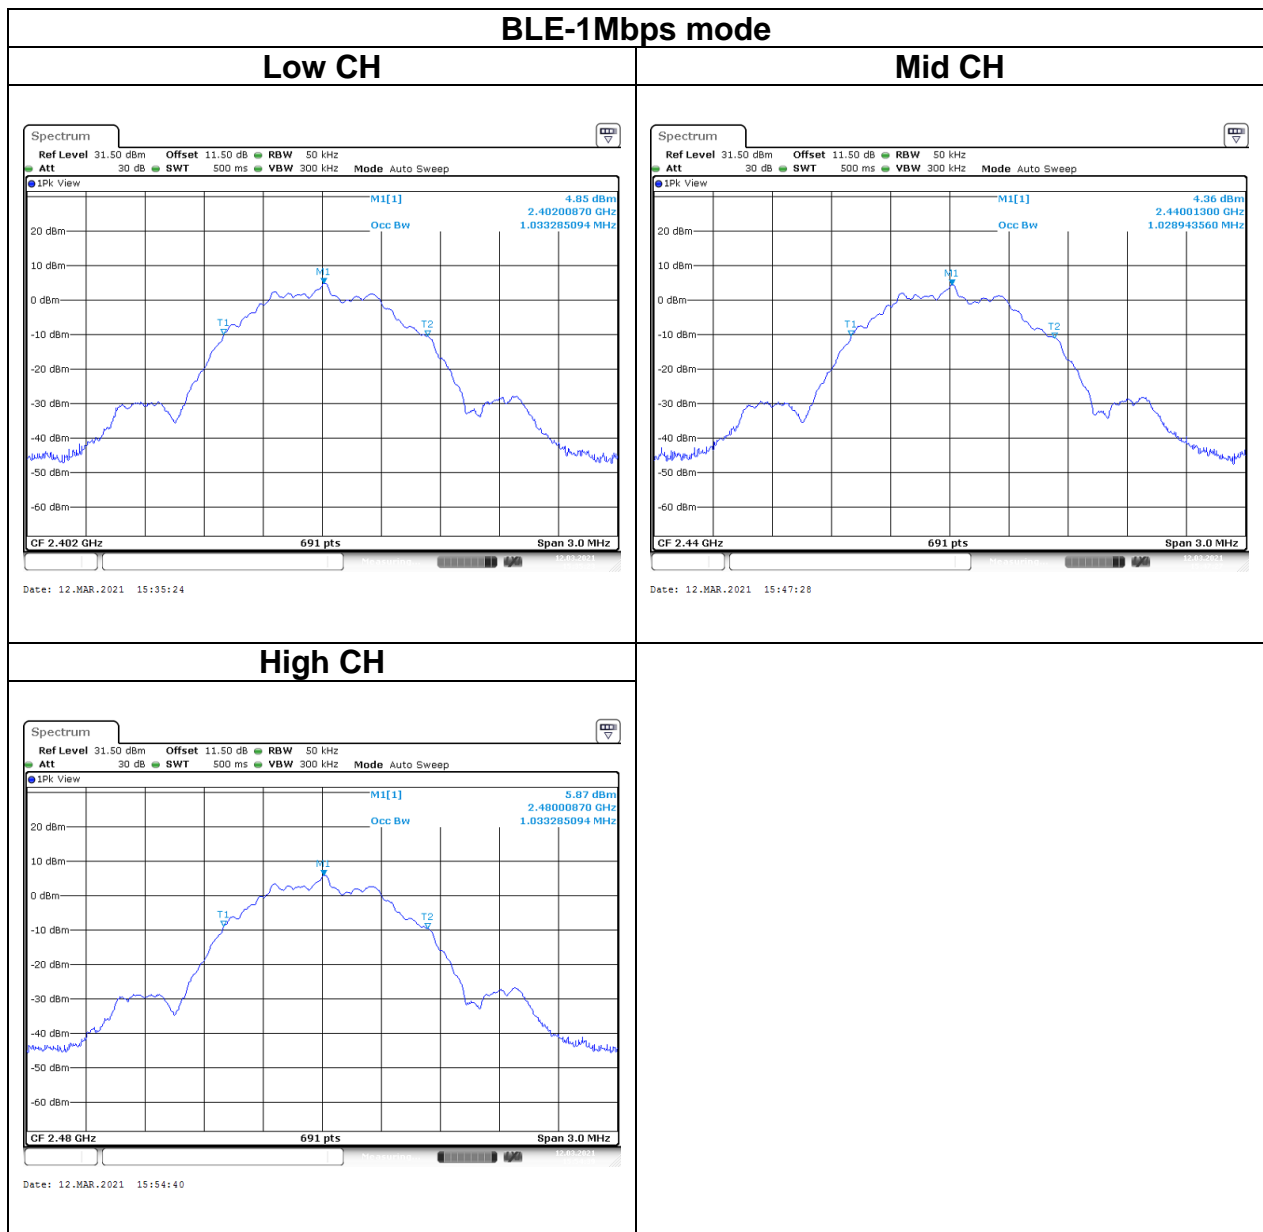 BLE-1Mbps mode
Low CH
Mid CH
Spectrum
Ref Level 31.50 dBm Offset 11.50 dB RBW 50 kHz
Att 30 dB SWT 500 ms VBW 300 kHz Mode Auto Sweep
1Pk View
M1[1] 4.85 dBm
2.40200870 GHz
Occ Bw 1.033285094 MHz
20 dBm
10 dBm
M1
0 dBm
T1
T2
-10 dBm
-20 dBm
-30 dBm
-40 dBm
-50 dBm
-60 dBm
CF 2.402 GHz 691 pts Span 3.0 MHz
Measuring... 12.03.2021
Date: 12.MAR.2021 15:35:24
Spectrum
Ref Level 31.50 dBm Offset 11.50 dB RBW 50 kHz
Att 30 dB SWT 500 ms VBW 300 kHz Mode Auto Sweep
1Pk View
M1[1] 4.36 dBm
2.44001300 GHz
Occ Bw 1.028943560 MHz
20 dBm
10 dBm
M1
0 dBm
T1
T2
-10 dBm
-20 dBm
-30 dBm
-40 dBm
-50 dBm
-60 dBm
CF 2.44 GHz 691 pts Span 3.0 MHz
Measuring... 12.03.2021
Date: 12.MAR.2021 15:47:28
High CH
Spectrum
Ref Level 31.50 dBm Offset 11.50 dB RBW 50 kHz
Att 30 dB SWT 500 ms VBW 300 kHz Mode Auto Sweep
1Pk View
M1[1] 5.87 dBm
2.48000870 GHz
Occ Bw 1.033285094 MHz
20 dBm
10 dBm
M1
0 dBm
T1
T2
-10 dBm
-20 dBm
-30 dBm
-40 dBm
-50 dBm
-60 dBm
CF 2.48 GHz 691 pts Span 3.0 MHz
Measuring... 12.03.2021
Date: 12.MAR.2021 15:54:40